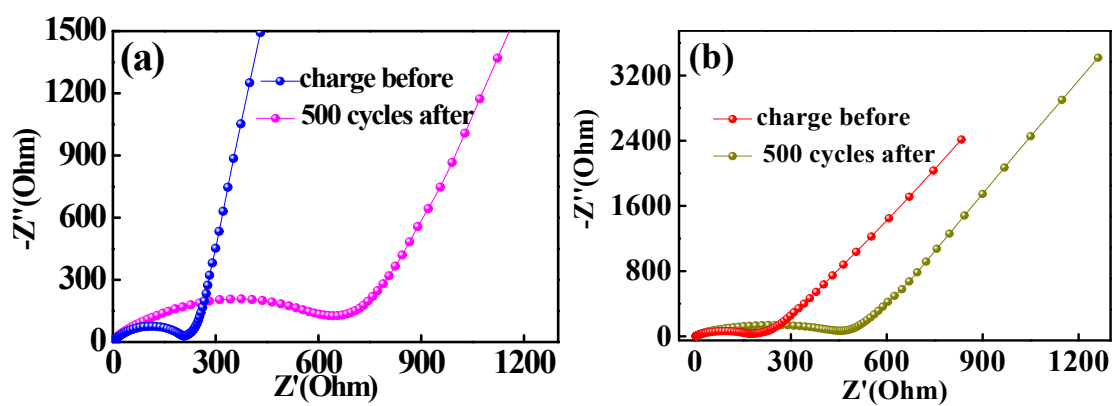 (a)
charge before
500 cycles after
1500
1200
900
600
300
0
-Z''(Ohm)
0 300 600 900 1200
Z'(Ohm)
(b)
charge before
500 cycles after
3200
2400
1600
800
0
-Z''(Ohm)
0 300 600 900 1200
Z'(Ohm)